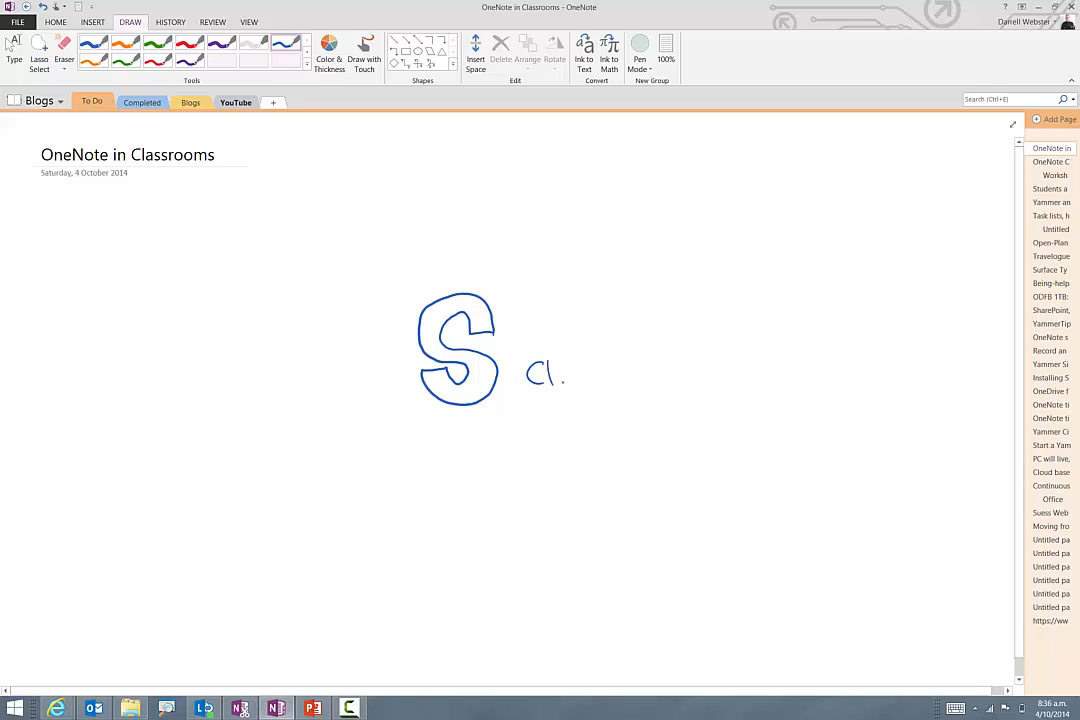 OneNote in Classrooms - OneNote
Darrell Webster
FILE HOME INSERT DRAW HISTORY REVIEW VIEW
Type
Lasso Select
Eraser
Color & Thickness
Draw with Touch
Insert Space
Delete
Arrange
Rotate
Ink to Text
Ink to Math
Pen Mode
100%
Tools
Shapes
Edit
Convert
New Group
Blogs
To Do
Completed
Blogs
YouTube
Search (Ctrl+E)
Add Page
OneNote in Classrooms
Saturday, 4 October 2014
S cl.
OneNote in
OneNote C
Worksh
Students a
Yammer an
Task lists, h
Untitled
Open-Plan
Travelogue
Surface Ty
Being-help
ODFB 1TB:
SharePoint,
YammerTip
OneNote s
Record an
Yammer Si
Installing S
OneDrive f
OneNote ti
OneNote ti
Yammer Ci
Start a Yam
PC will live,
Cloud base
Continuous
Office
Suess Web
Moving fro
Untitled pa
Untitled pa
Untitled pa
Untitled pa
Untitled pa
Untitled pa
https://ww
8:36 a.m.
4/10/2014